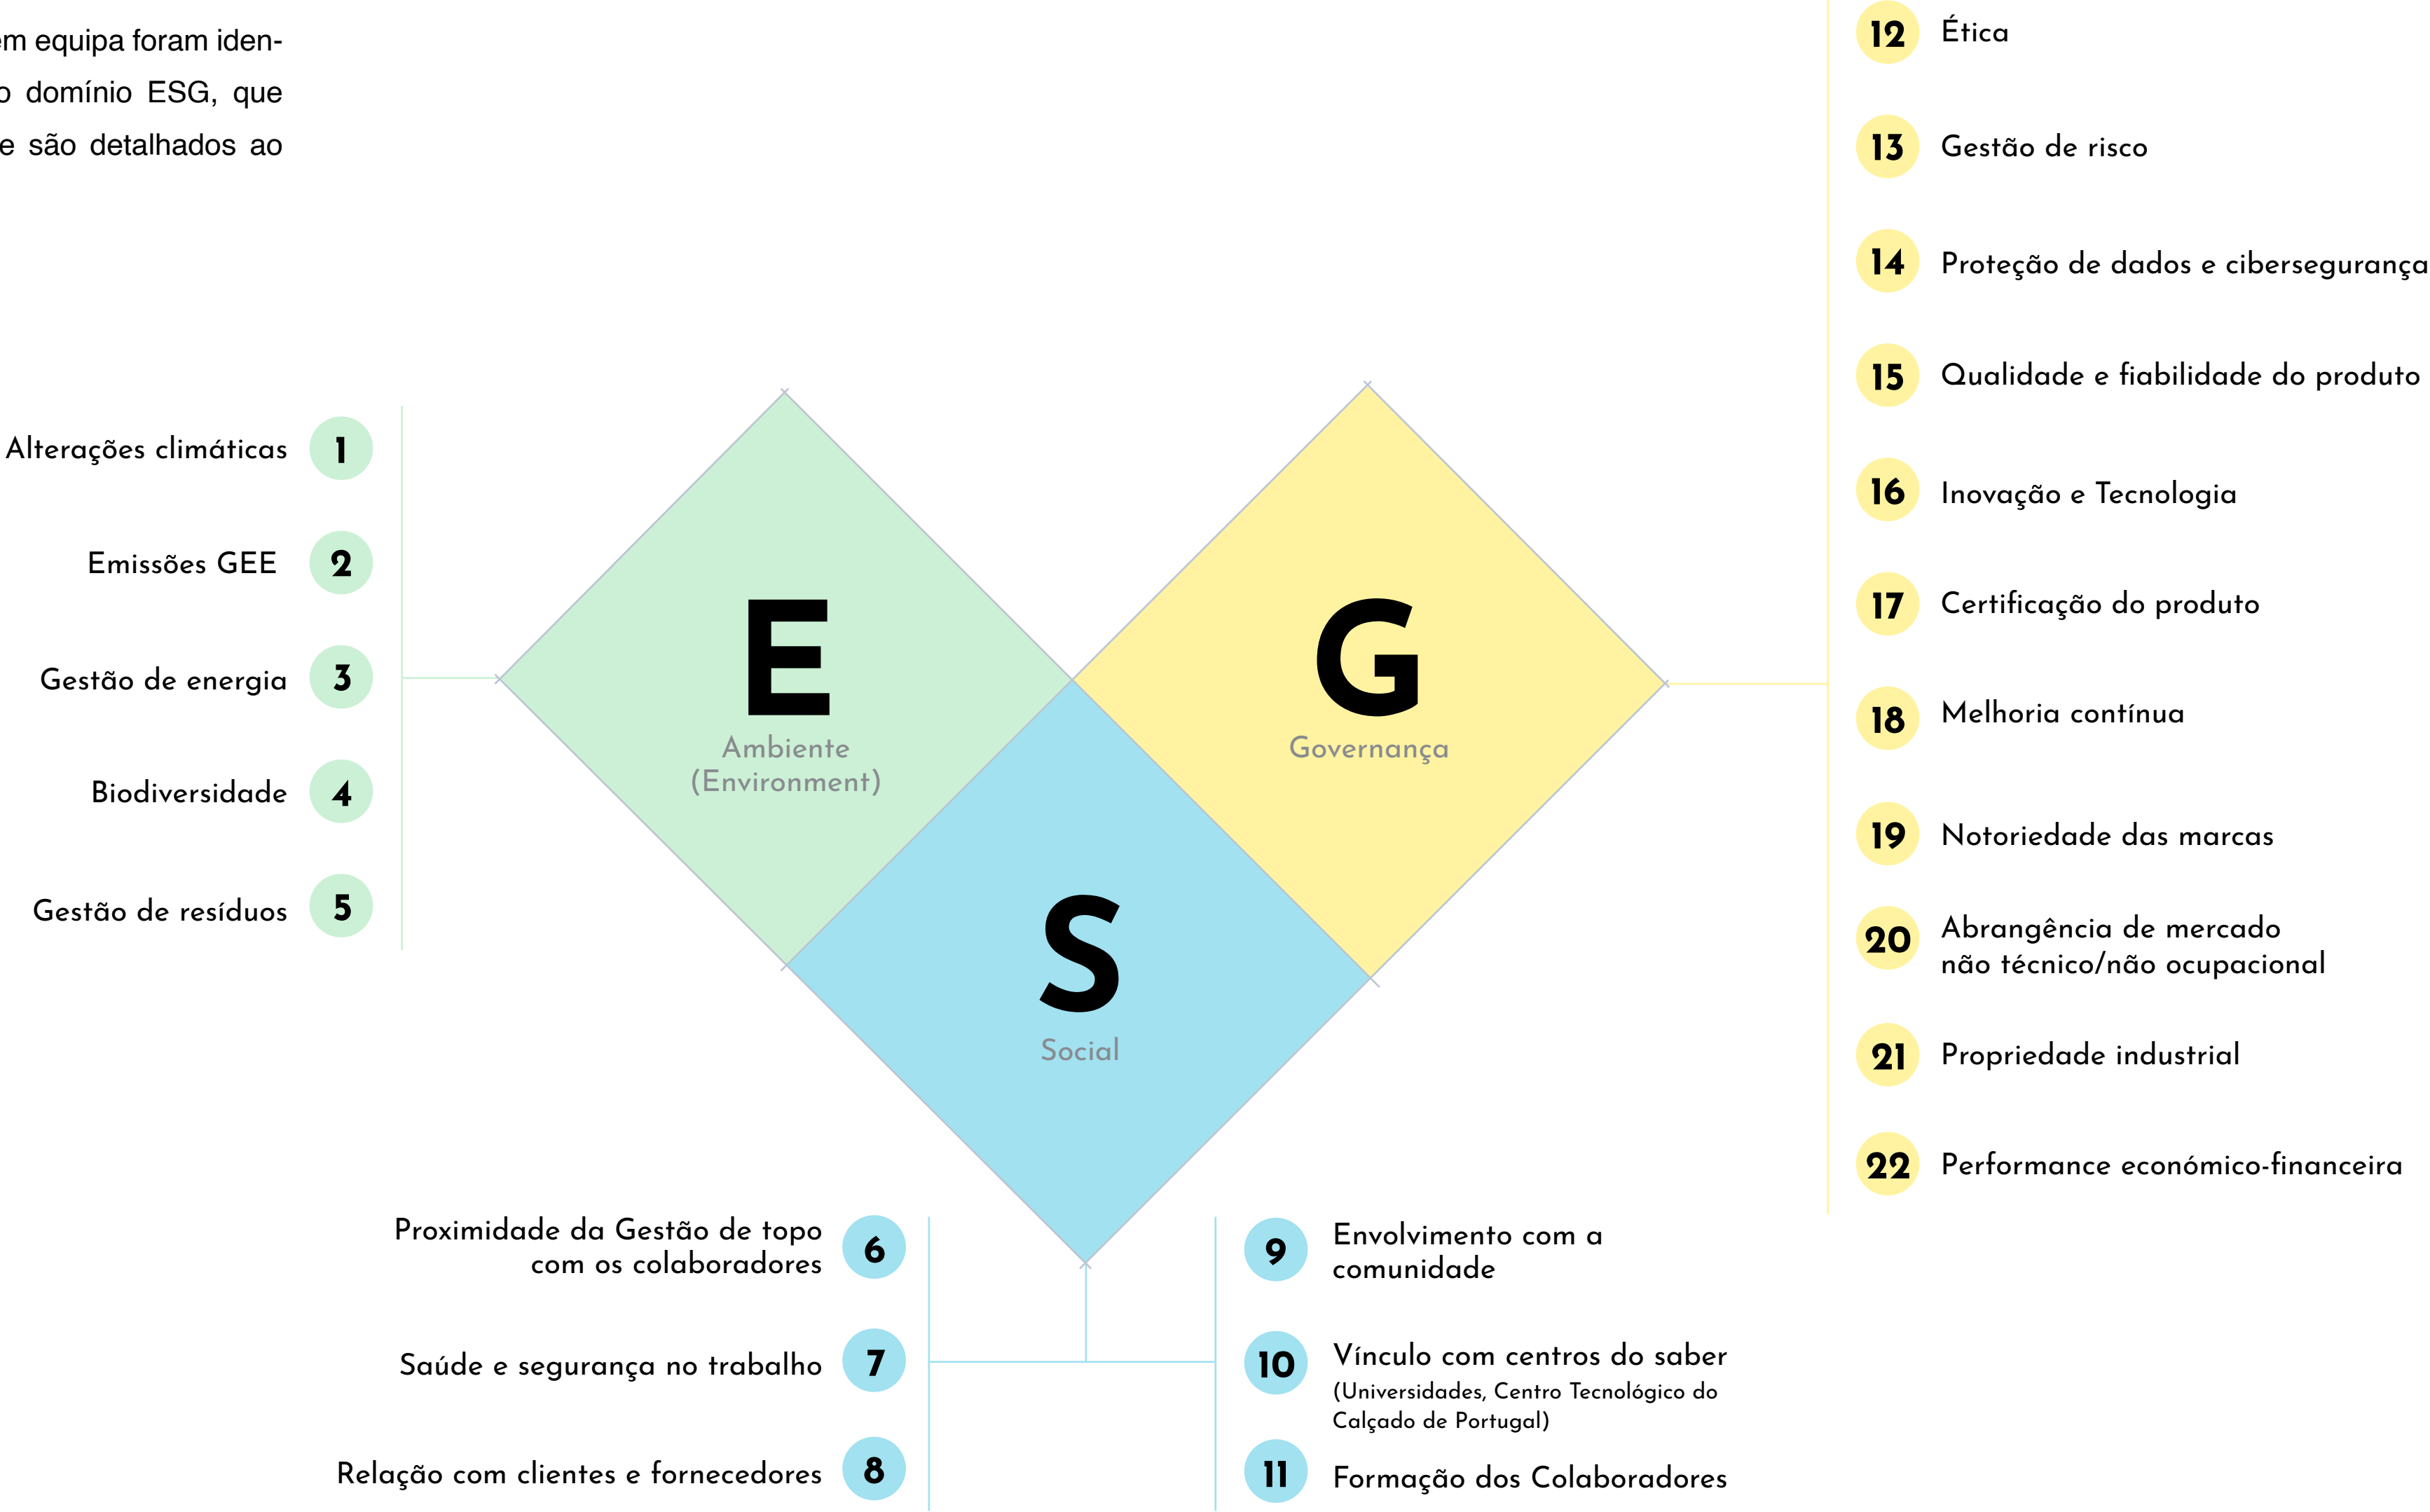 em equipa foram iden-
o domínio ESG, que
e são detalhados ao
1 Alterações climáticas
2 Emissões GEE
3 Gestão de energia
4 Biodiversidade
5 Gestão de resíduos
E
Ambiente
(Environment)
G
Governança
S
Social
6 Proximidade da Gestão de topo
com os colaboradores
7 Saúde e segurança no trabalho
8 Relação com clientes e fornecedores
9 Envolvimento com a
comunidade
10 Vínculo com centros do saber
(Universidades, Centro Tecnológico do
Calçado de Portugal)
11 Formação dos Colaboradores
12 Ética
13 Gestão de risco
14 Proteção de dados e cibersegurança
15 Qualidade e fiabilidade do produto
16 Inovação e Tecnologia
17 Certificação do produto
18 Melhoria contínua
19 Notoriedade das marcas
20 Abrangência de mercado
não técnico/não ocupacional
21 Propriedade industrial
22 Performance económico-financeira